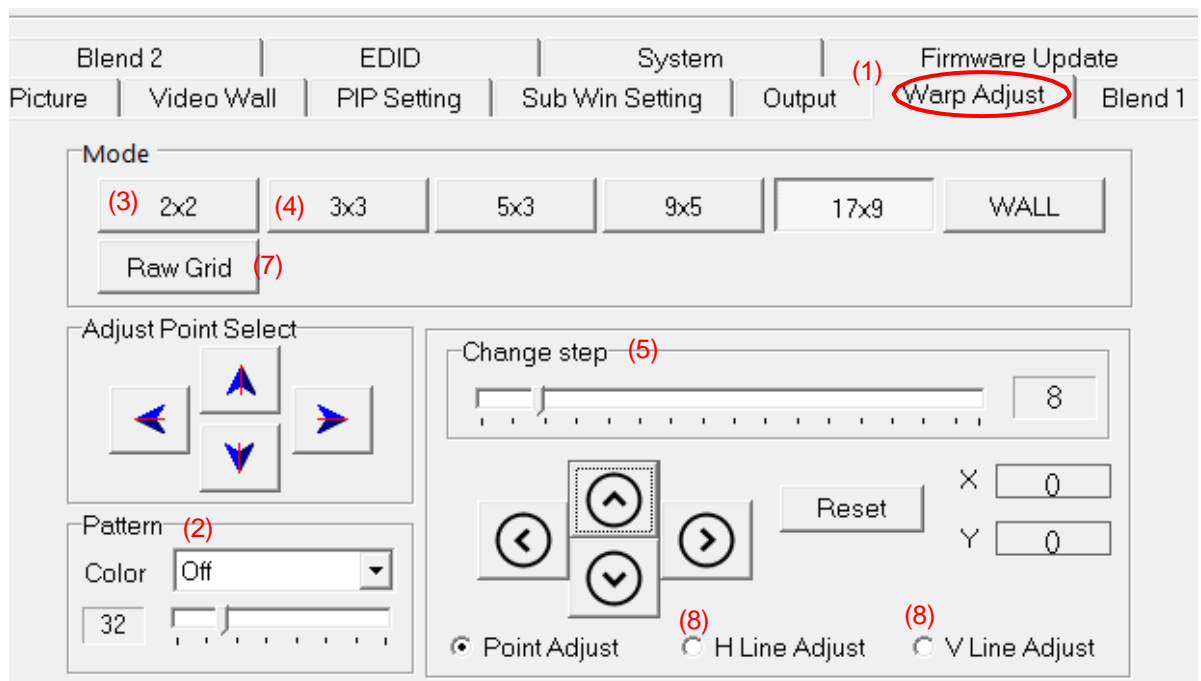 Blend 2 EDID System Firmware Update
(1)
Picture Video Wall PIP Setting Sub Win Setting Output Warp Adjust Blend 1
Mode
(3) 2x2 (4) 3x3 5x3 9x5 17x9 WALL
Raw Grid (7)
Adjust Point Select
Change step (5)
8
Reset
X 0
Y 0
Pattern (2)
Color Off
32
(8) (8)
Point Adjust H Line Adjust V Line Adjust